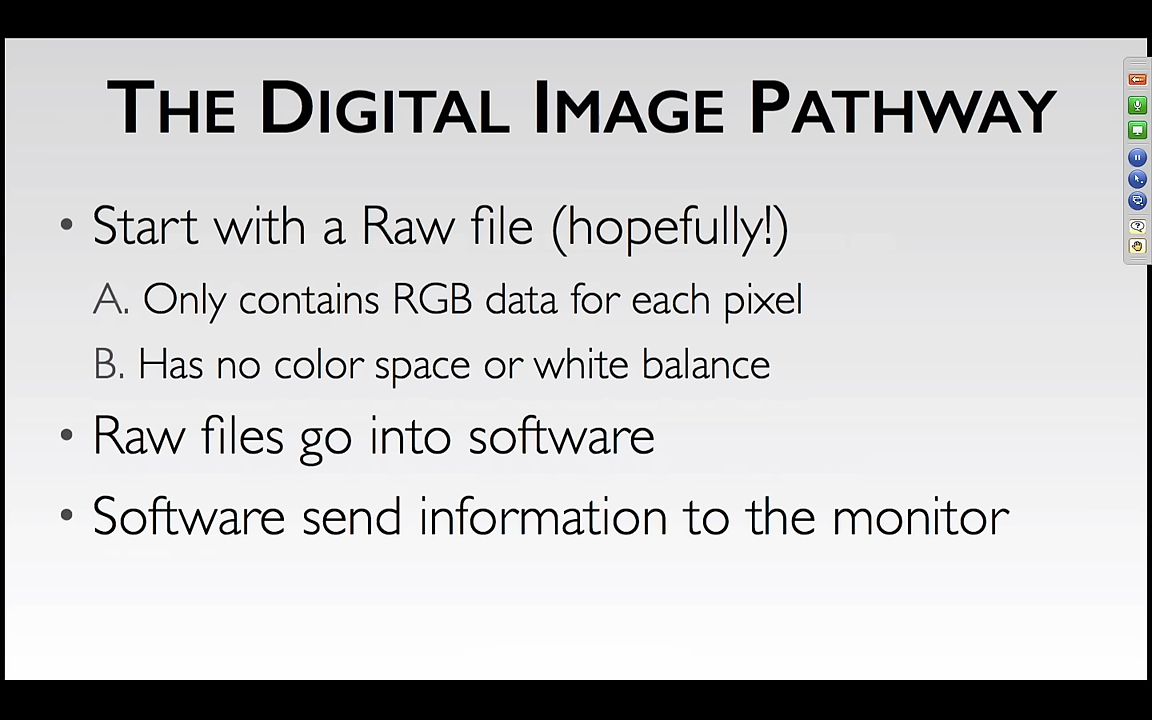 THE DIGITAL IMAGE PATHWAY
• Start with a Raw file (hopefully!)
A. Only contains RGB data for each pixel
B. Has no color space or white balance
• Raw files go into software
• Software send information to the monitor